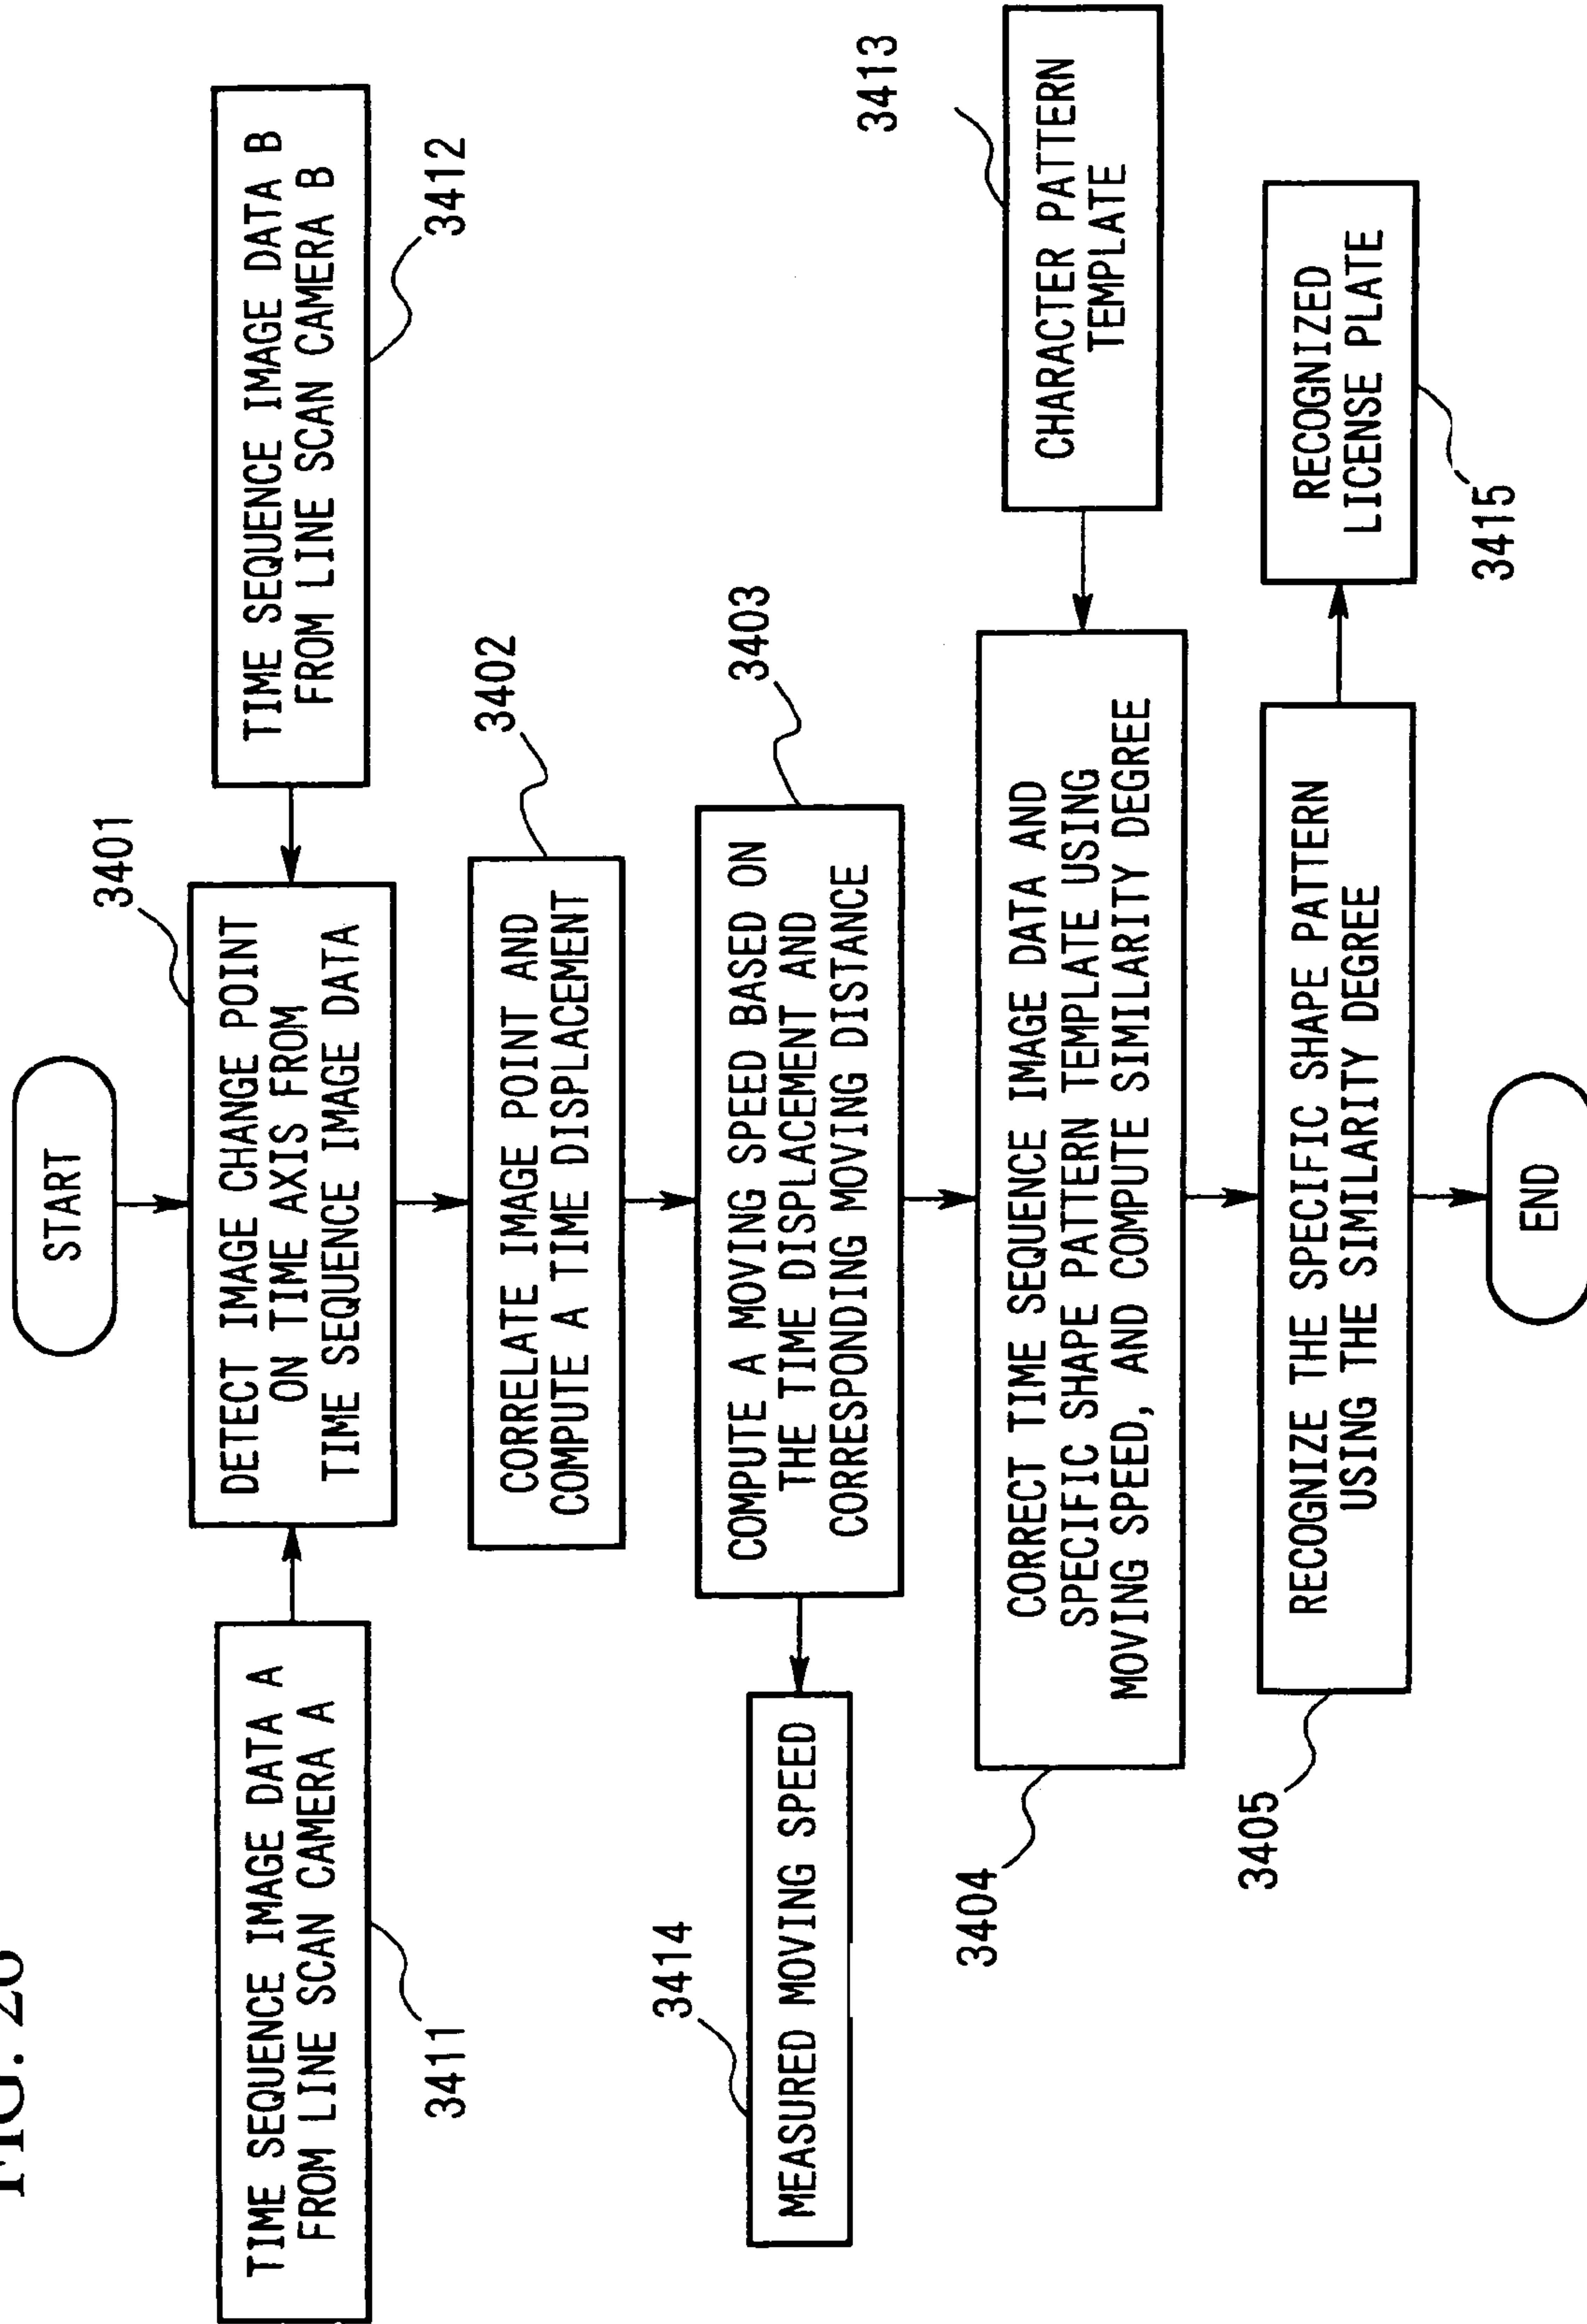 FIG. 26
START
3401
DETECT IMAGE CHANGE POINT
ON TIME AXIS FROM
TIME SEQUENCE IMAGE DATA
TIME SEQUENCE IMAGE DATA A
FROM LINE SCAN CAMERA A
3411
TIME SEQUENCE IMAGE DATA B
FROM LINE SCAN CAMERA B
3412
3402
CORRELATE IMAGE POINT AND
COMPUTE A TIME DISPLACEMENT
3403
COMPUTE A MOVING SPEED BASED ON
THE TIME DISPLACEMENT AND
CORRESPONDING MOVING DISTANCE
3414
MEASURED MOVING SPEED
3413
CHARACTER PATTERN
TEMPLATE
3404
CORRECT TIME SEQUENCE IMAGE DATA AND
SPECIFIC SHAPE PATTERN TEMPLATE USING
MOVING SPEED, AND COMPUTE SIMILARITY DEGREE
3405
RECOGNIZE THE SPECIFIC SHAPE PATTERN
USING THE SIMILARITY DEGREE
RECOGNIZED
LICENSE PLATE
3415
END